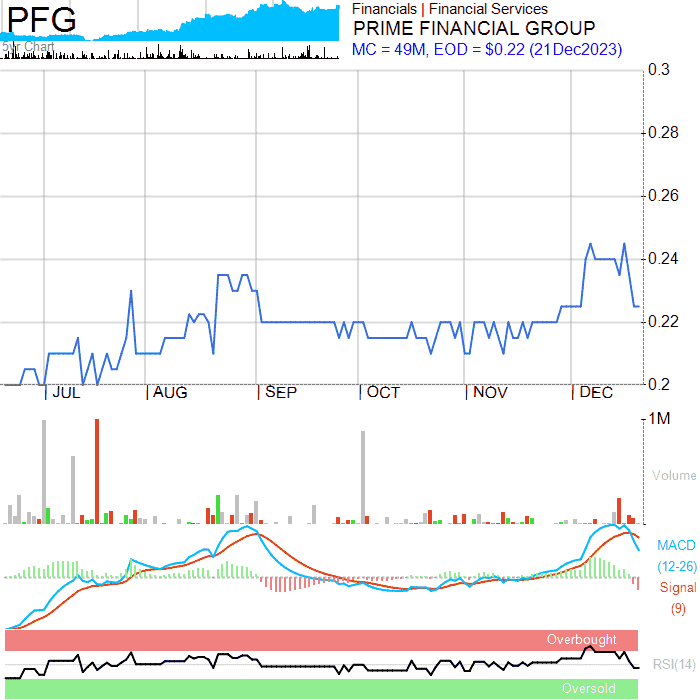 PFG
5yr Chart
Financials | Financial Services
PRIME FINANCIAL GROUP
MC = 49M, EOD = $0.22 (21Dec2023)
0.3
0.28
0.26
0.24
0.22
0.2
| JUL | AUG | SEP | OCT | NOV | DEC
1M
Volume
MACD
(12-26)
Signal
(9)
Overbought
RSI(14)
Oversold